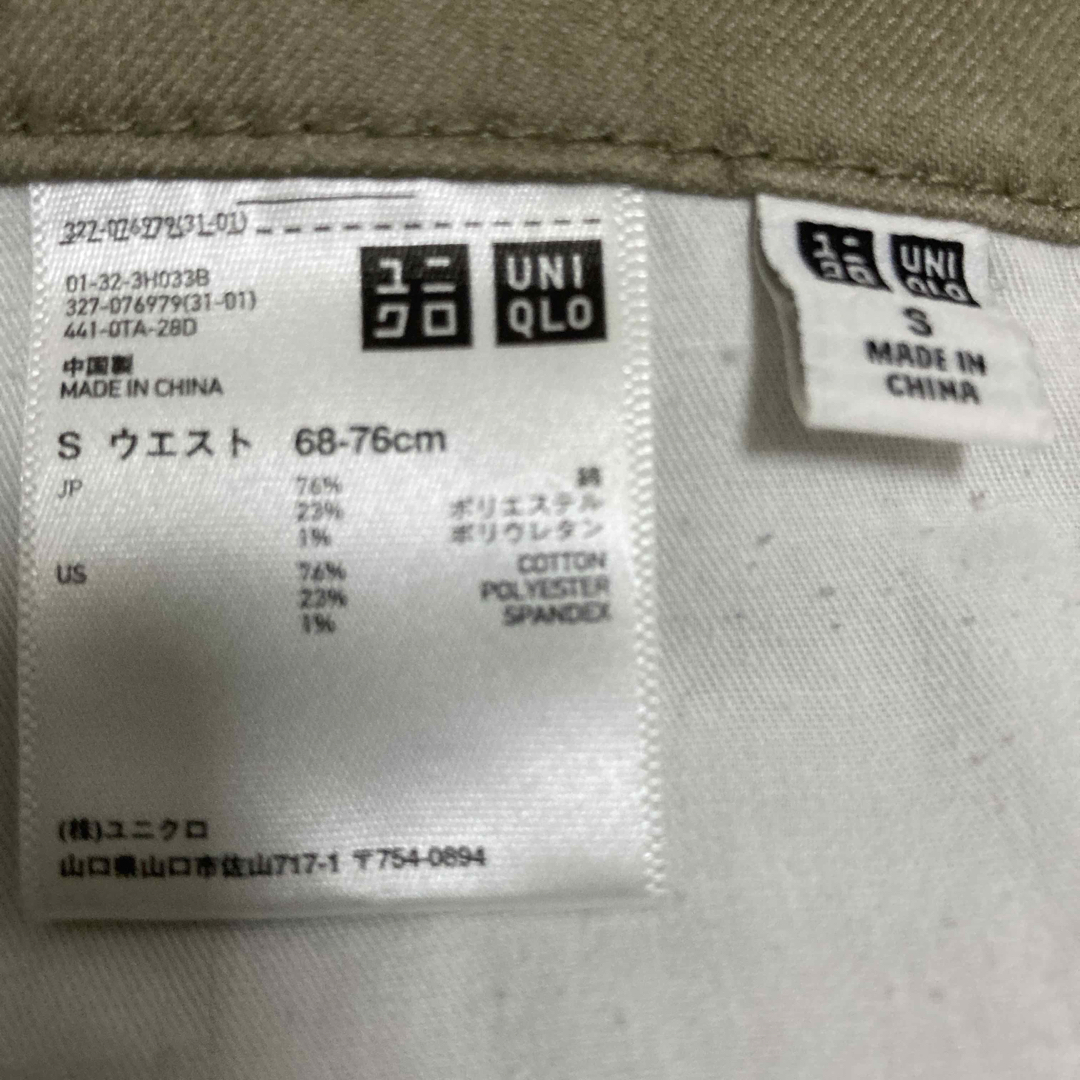 327-076979(31-01)
01-32-3H033B
327-076979(31-01)
441-0TA-28D
中国製
MADE IN CHINA
ユニ
クロ
UNI
QLO
S ウエスト 68-76cm
JP 76% 綿
23% ポリエステル
1% ポリウレタン
US 76% COTTON
23% POLYESTER
1% SPANDEX
(株)ユニクロ
山口県山口市佐山717-1 〒754-0894
ユニ
クロ
UNI
QLO
S
MADE IN
CHINA